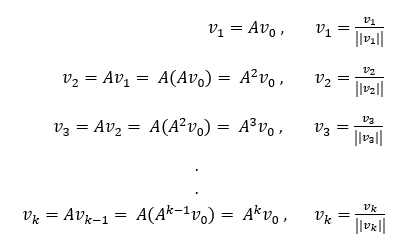 v₁ = Av₀ , v₁ = v₁/||v₁||
v₂ = Av₁ = A(Av₀) = A²v₀ , v₂ = v₂/||v₂||
v₃ = Av₂ = A(A²v₀) = A³v₀ , v₃ = v₃/||v₃||
.
.
vₖ = Avₖ₋₁ = A(Aᵏ⁻¹v₀) = Aᵏv₀ , vₖ = vₖ/||vₖ||